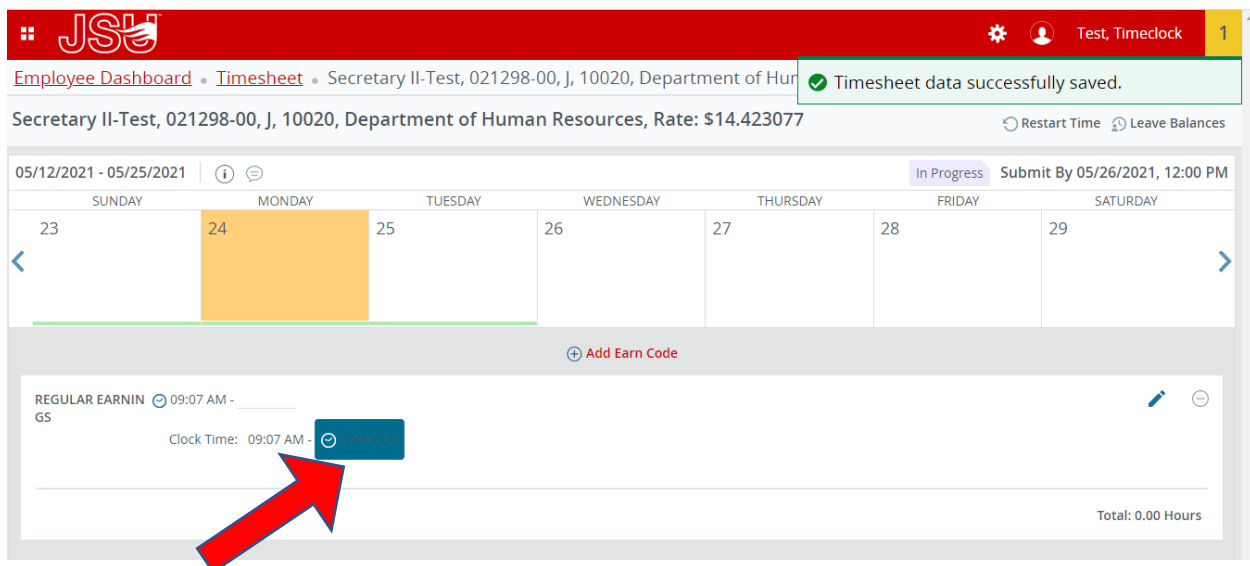 JSU Test, Timeclock 1
Employee Dashboard • Timesheet • Secretary II-Test, 021298-00, J, 10020, Department of Hur
Timesheet data successfully saved.
Secretary II-Test, 021298-00, J, 10020, Department of Human Resources, Rate: $14.423077
Restart Time Leave Balances
05/12/2021 - 05/25/2021 In Progress Submit By 05/26/2021, 12:00 PM
SUNDAY MONDAY TUESDAY WEDNESDAY THURSDAY FRIDAY SATURDAY
23 24 25 26 27 28 29
Add Earn Code
REGULAR EARNIN 09:07 AM -
GS
Clock Time: 09:07 AM - Clock Out
Total: 0.00 Hours